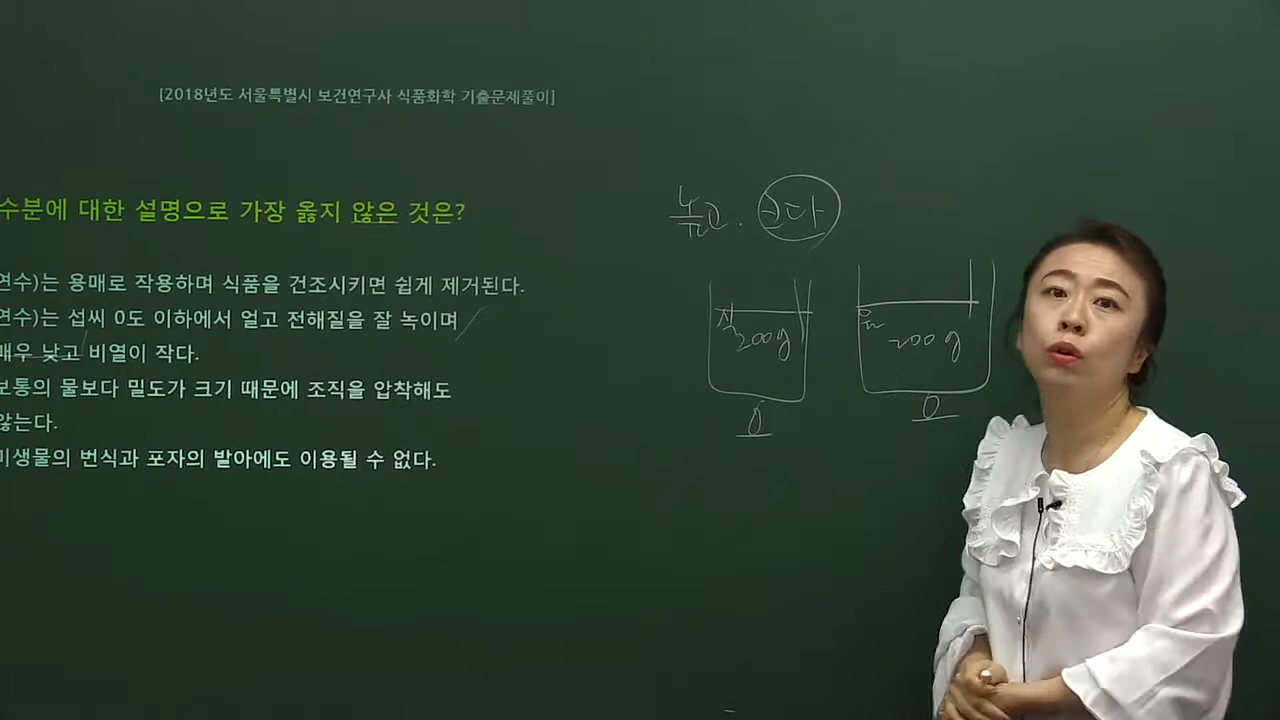 [2018년도 서울특별시 보건연구사 식품화학 기출문제풀이]
수분에 대한 설명으로 가장 옳지 않은 것은?
연수)는 용매로 작용하며 식품을 건조시키면 쉽게 제거된다.
연수)는 섭씨 0도 이하에서 얼고 전해질을 잘 녹이며
매우 낮고 비열이 작다.
보통의 물보다 밀도가 크기 때문에 조직을 압착해도
않는다.
미생물의 번식과 포자의 발아에도 이용될 수 없다.
높고. 크다
200g
200g